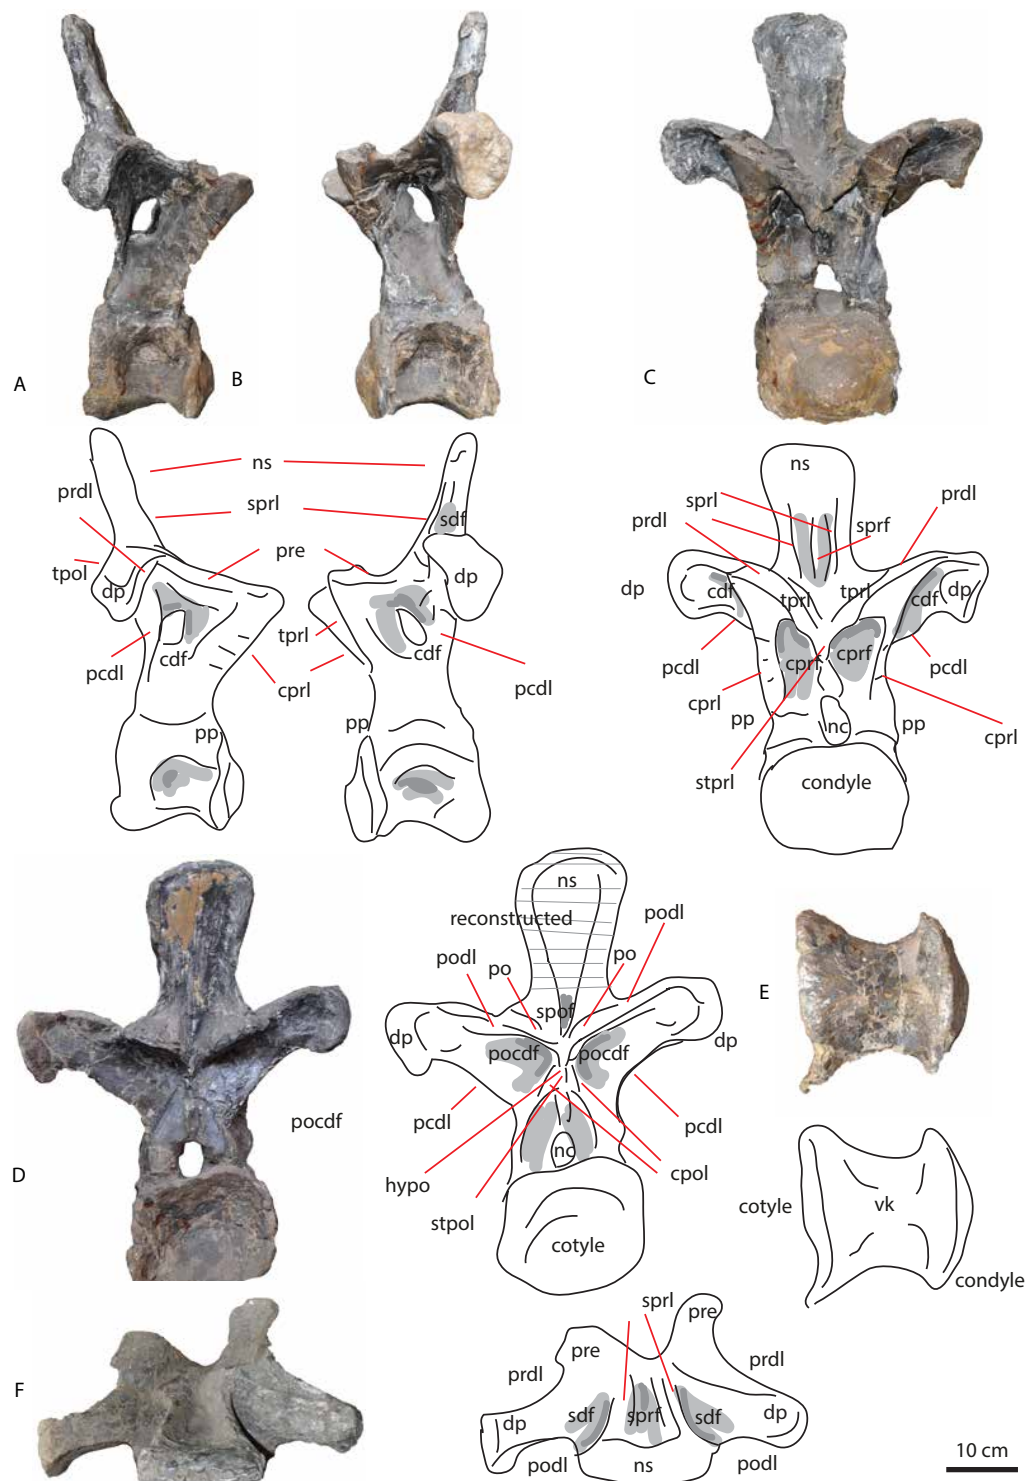 A
B
C
ns
prdl
sprl
tpol
pre
dp
sdf
dp
tprl
pcdl
cdf
cdf
cprl
pcdl
pp
pp
ns
sprl
prdl
sprf
prdl
dp
cdf
tprl
tprl
cdf
dp
pcdl
cprf
cprf
pcdl
cprl
pp
nc
pp
cprl
stprl
condyle
D
ns
reconstructed
podl
podl
po
po
spof
dp
pocdf
pocdf
dp
pocdf
pcdl
pcdl
nc
hypo
cpol
stpol
cotyle
E
cotyle
vk
condyle
F
sprl
pre
pre
prdl
prdl
dp
sdf
sprf
sdf
dp
podl
ns
podl
10 cm